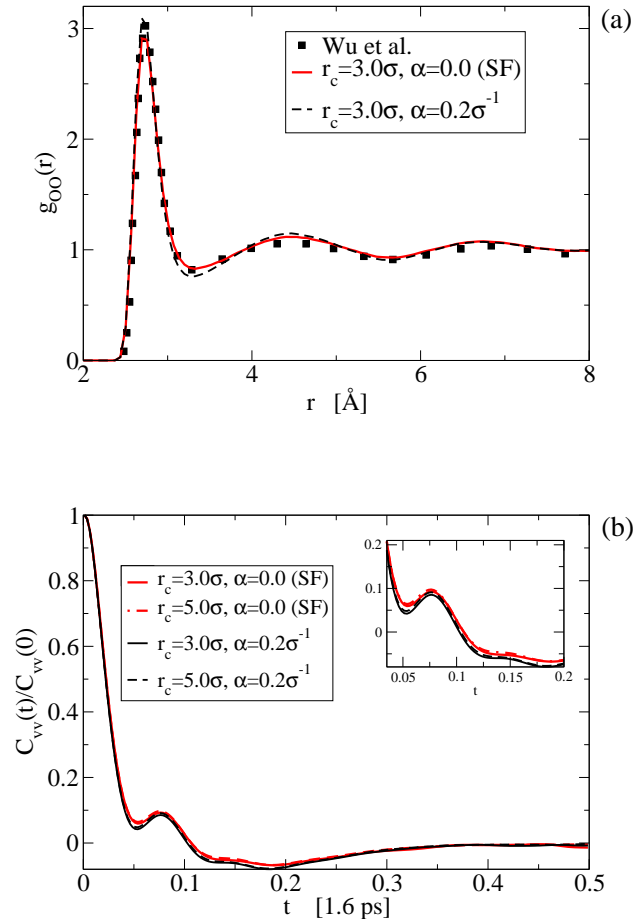 (a)
3
2
1
0
g_OO(r)
Wu et al.
r_c=3.0σ, α=0.0 (SF)
r_c=3.0σ, α=0.2σ^-1
2 4 6 8
r [Å]
(b)
1
0.8
0.6
0.4
0.2
0
C_vv(t)/C_vv(0)
r_c=3.0σ, α=0.0 (SF)
r_c=5.0σ, α=0.0 (SF)
r_c=3.0σ, α=0.2σ^-1
r_c=5.0σ, α=0.2σ^-1
0.2
0.1
0
0.05 0.1 0.15 0.2
t
0 0.1 0.2 0.3 0.4 0.5
t [1.6 ps]